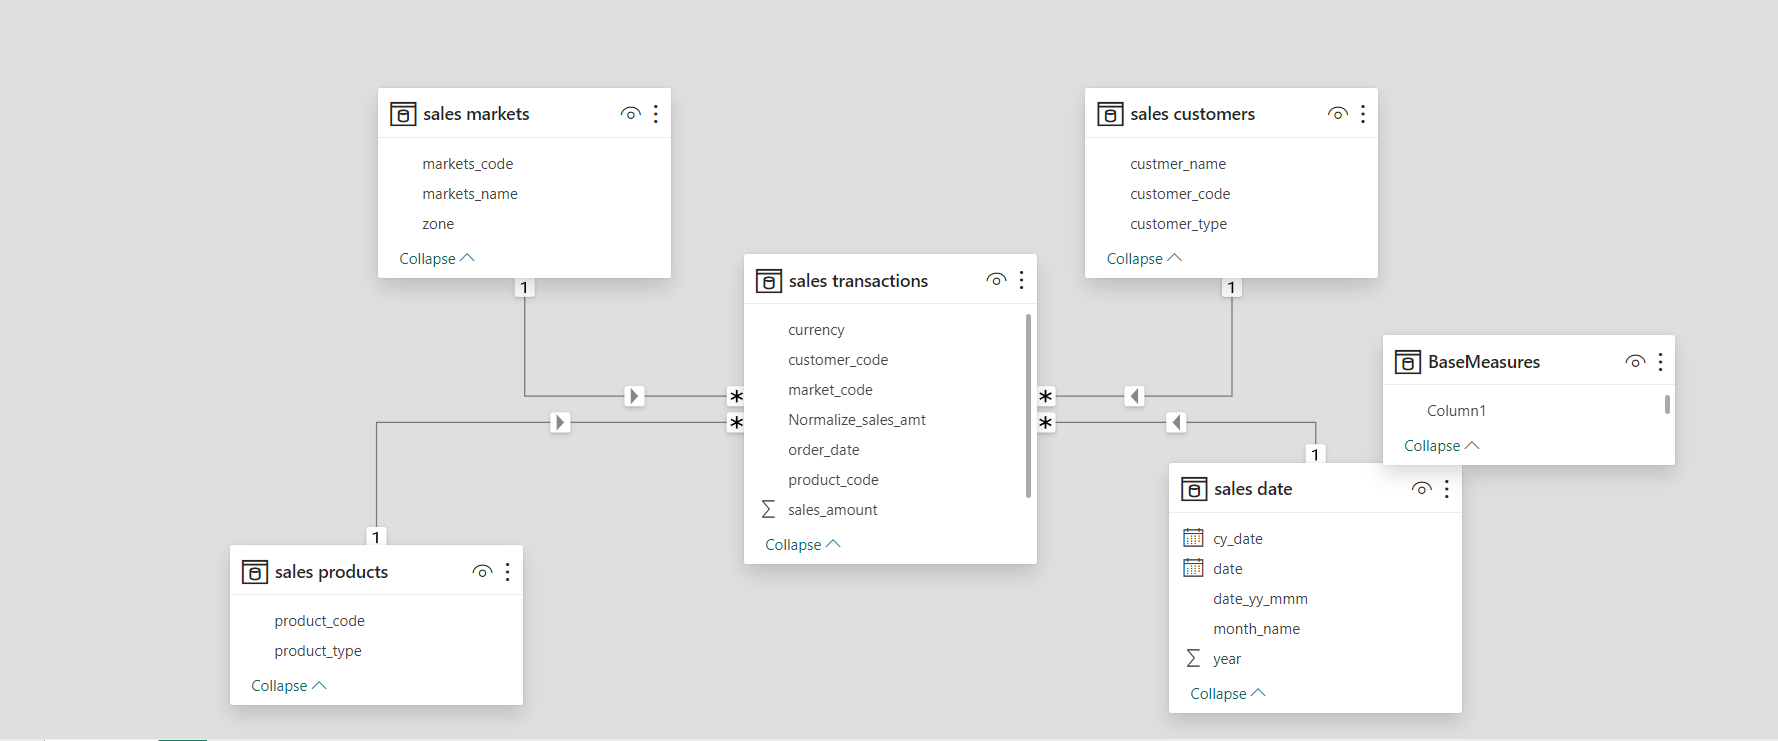 sales markets
markets_code
markets_name
zone
Collapse
1
sales customers
custmer_name
customer_code
customer_type
Collapse
1
sales transactions
currency
customer_code
market_code
Normalize_sales_amt
order_date
product_code
sales_amount
Collapse
*
*
*
*
BaseMeasures
Column1
Collapse
1
sales products
product_code
product_type
Collapse
1
sales date
cy_date
date
date_yy_mmm
month_name
year
Collapse